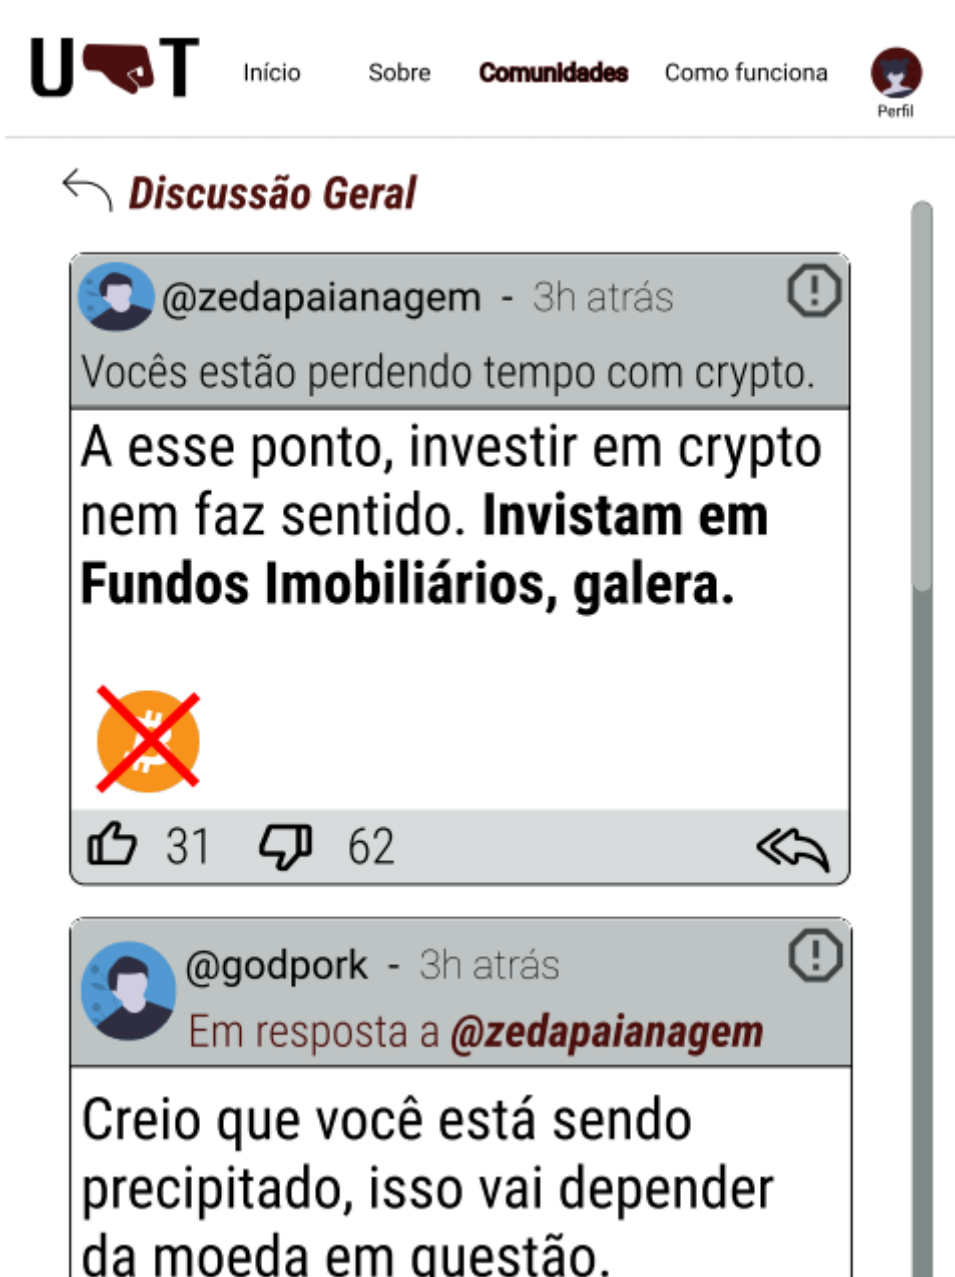 U T
Início Sobre Comunidades Como funciona
Perfil
Discussão Geral
@zedapaianagem - 3h atrás
Vocês estão perdendo tempo com crypto.
A esse ponto, investir em crypto
nem faz sentido. Invistam em
Fundos Imobiliários, galera.
31 62
@godpork - 3h atrás
Em resposta a @zedapaianagem
Creio que você está sendo
precipitado, isso vai depender
da moeda em questão.